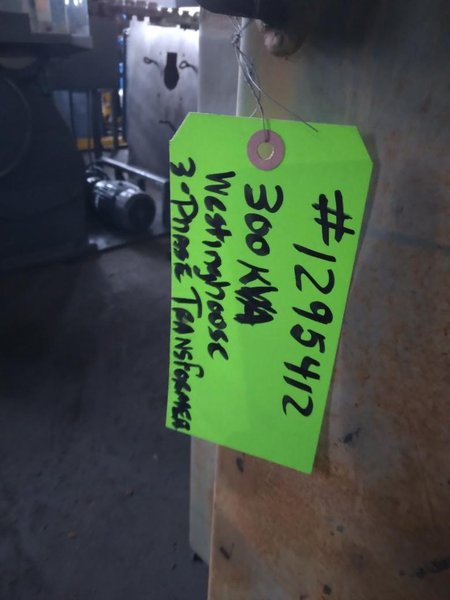 #1295412
300 KVA
Westinghouse
3-Phase TRANSFORMER